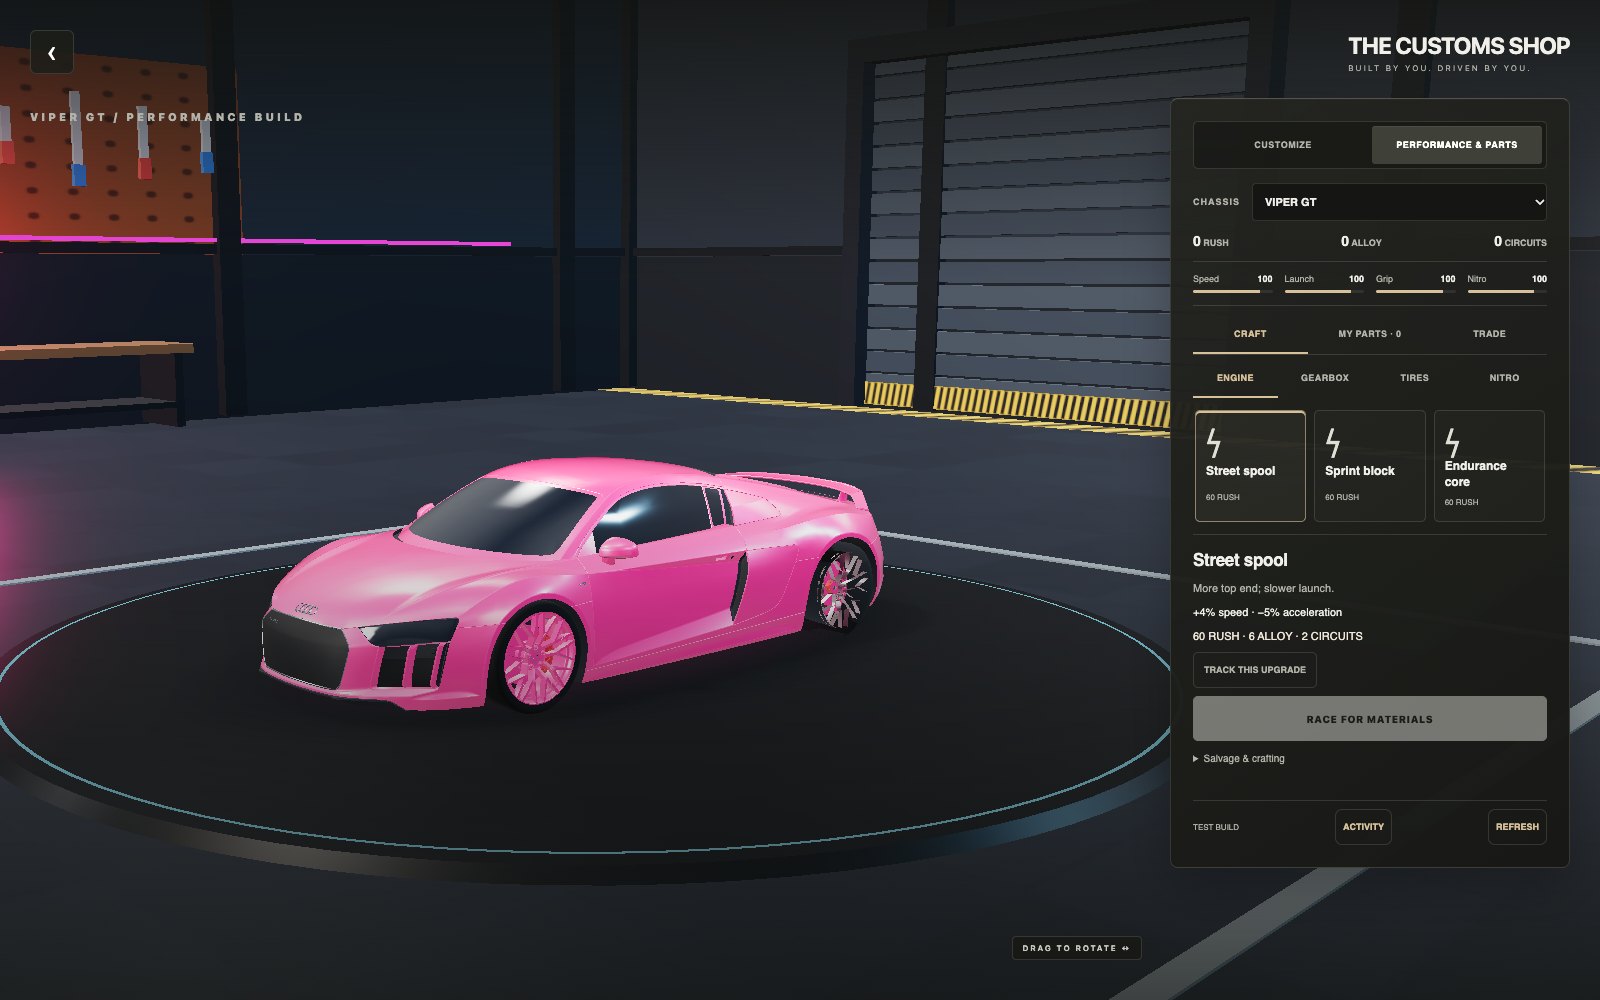 ❮
THE CUSTOMS SHOP
BUILT BY YOU. DRIVEN BY YOU.
VIPER GT / PERFORMANCE BUILD
CUSTOMIZE PERFORMANCE & PARTS
CHASSIS VIPER GT
0 RUSH 0 ALLOY 0 CIRCUITS
Speed 100 Launch 100 Grip 100 Nitro 100
CRAFT MY PARTS · 0 TRADE
ENGINE GEARBOX TIRES NITRO
Street spool Sprint block Endurance core
60 RUSH 60 RUSH 60 RUSH
Street spool
More top end; slower launch.
+4% speed · −5% acceleration
60 RUSH · 6 ALLOY · 2 CIRCUITS
TRACK THIS UPGRADE
RACE FOR MATERIALS
▶ Salvage & crafting
TEST BUILD ACTIVITY REFRESH
DRAG TO ROTATE ↔